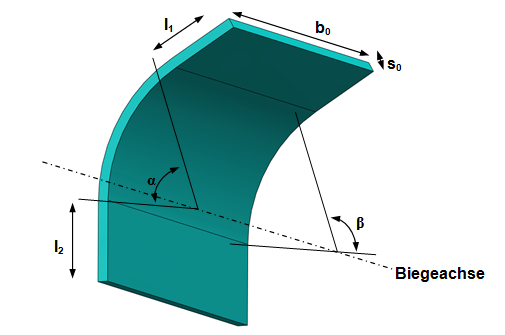 l₁
b₀
s₀
α
β
l₂
Biegeachse